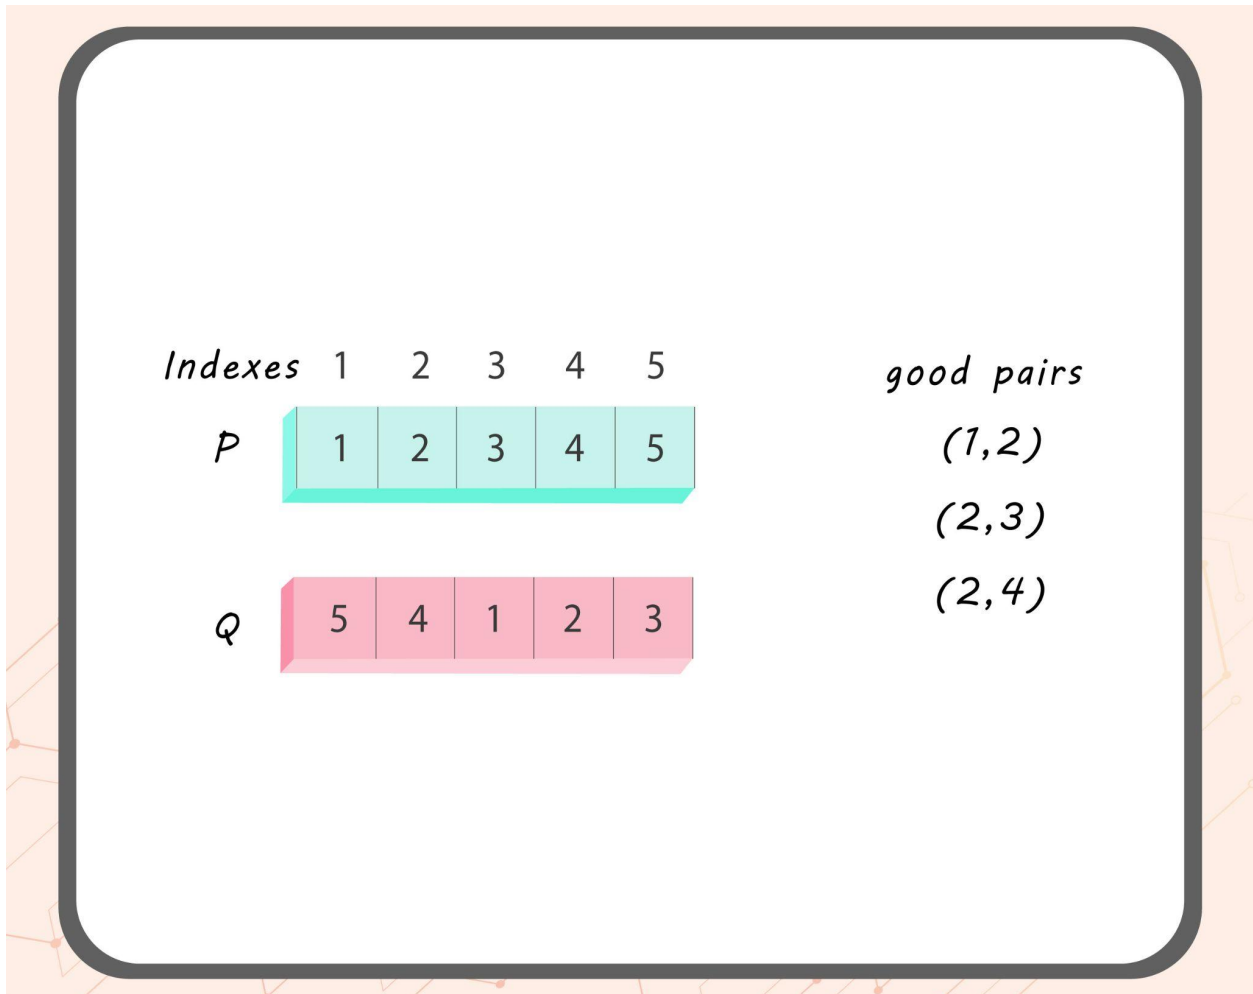 Indexes 1 2 3 4 5
P 1 2 3 4 5
Q 5 4 1 2 3
good pairs
(1,2)
(2,3)
(2,4)